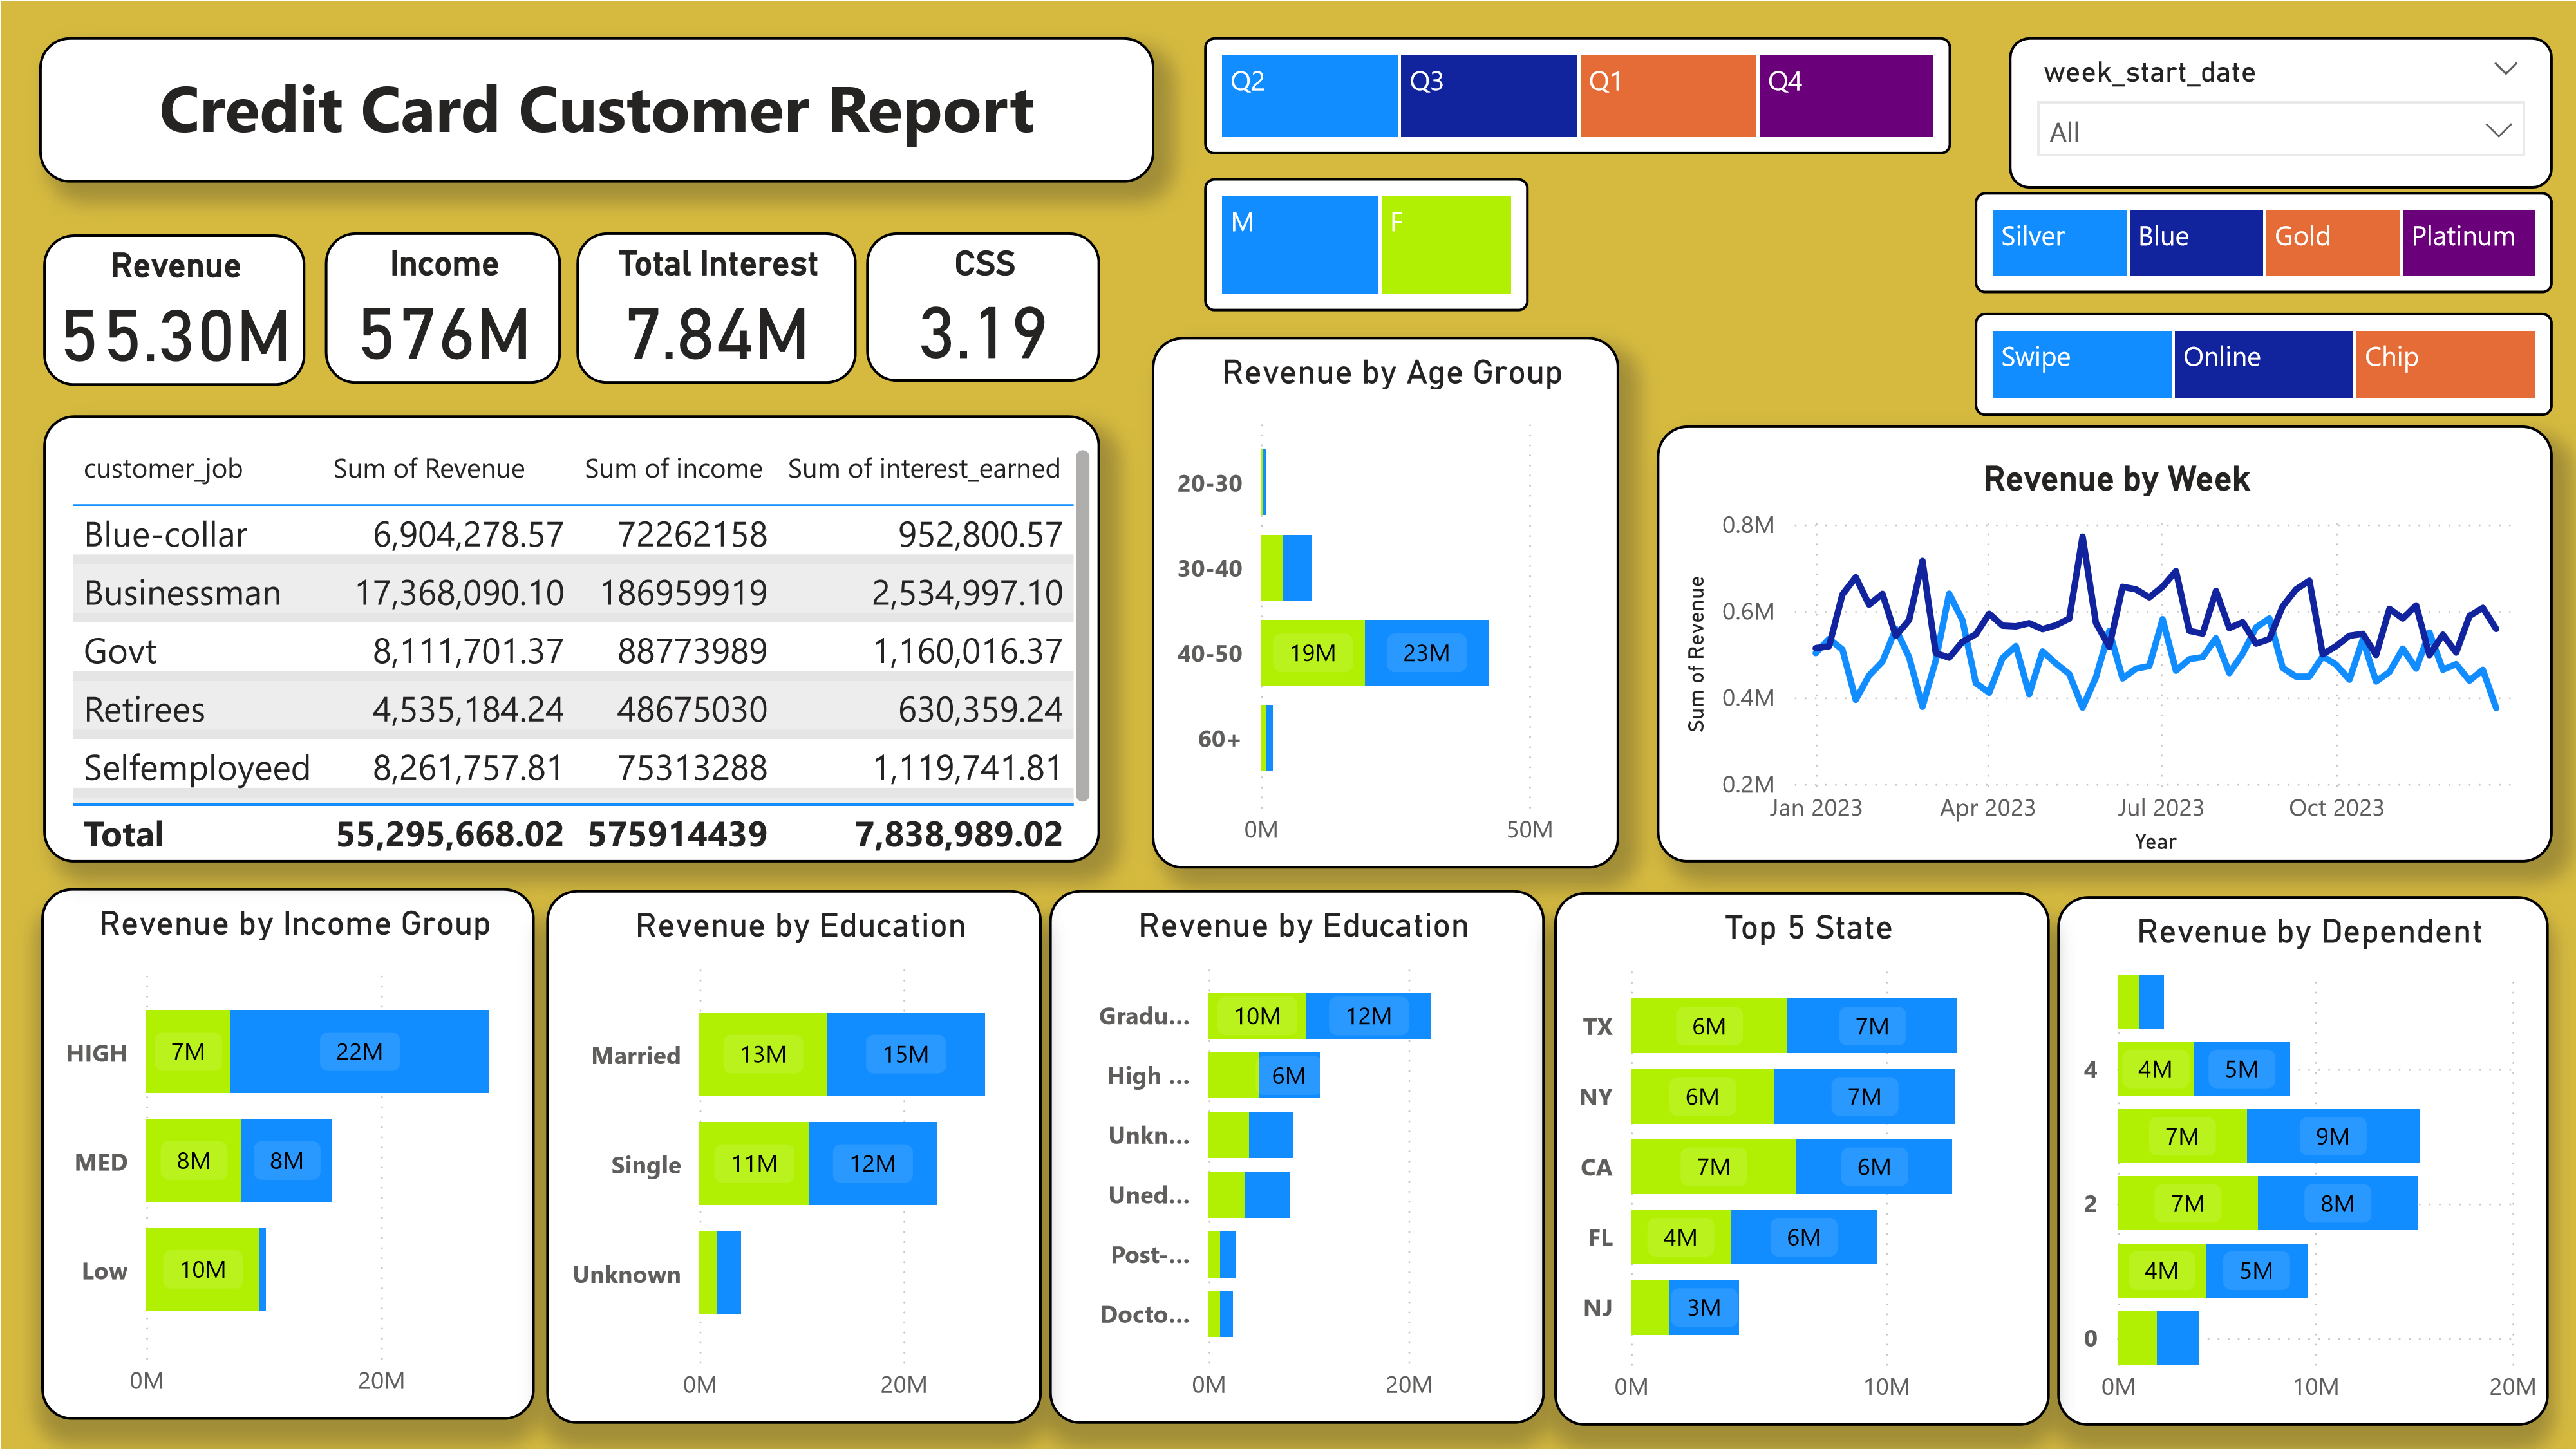 Credit Card Customer Report
Q2 Q3 Q1 Q4
week_start_date
All
M F
Silver Blue Gold Platinum
Swipe Online Chip
Revenue
55.30M
Income
576M
Total Interest
7.84M
CSS
3.19
customer_job Sum of Revenue Sum of income Sum of interest_earned
Blue-collar 6,904,278.57 72262158 952,800.57
Businessman 17,368,090.10 186959919 2,534,997.10
Govt 8,111,701.37 88773989 1,160,016.37
Retirees 4,535,184.24 48675030 630,359.24
Selfemployeed 8,261,757.81 75313288 1,119,741.81
Total 55,295,668.02 575914439 7,838,989.02
Revenue by Age Group
20-30
30-40
40-50 19M 23M
60+
0M 50M
Revenue by Week
Sum of Revenue
0.8M
0.6M
0.4M
0.2M
Jan 2023 Apr 2023 Jul 2023 Oct 2023
Year
Revenue by Income Group
HIGH 7M 22M
MED 8M 8M
Low 10M
0M 20M
Revenue by Education
Married 13M 15M
Single 11M 12M
Unknown
0M 20M
Revenue by Education
Gradu... 10M 12M
High ... 6M
Unkn...
Uned...
Post-...
Docto...
0M 20M
Top 5 State
TX 6M 7M
NY 6M 7M
CA 7M 6M
FL 4M 6M
NJ 3M
0M 10M
Revenue by Dependent
4 4M 5M
7M 9M
2 7M 8M
4M 5M
0
0M 10M 20M